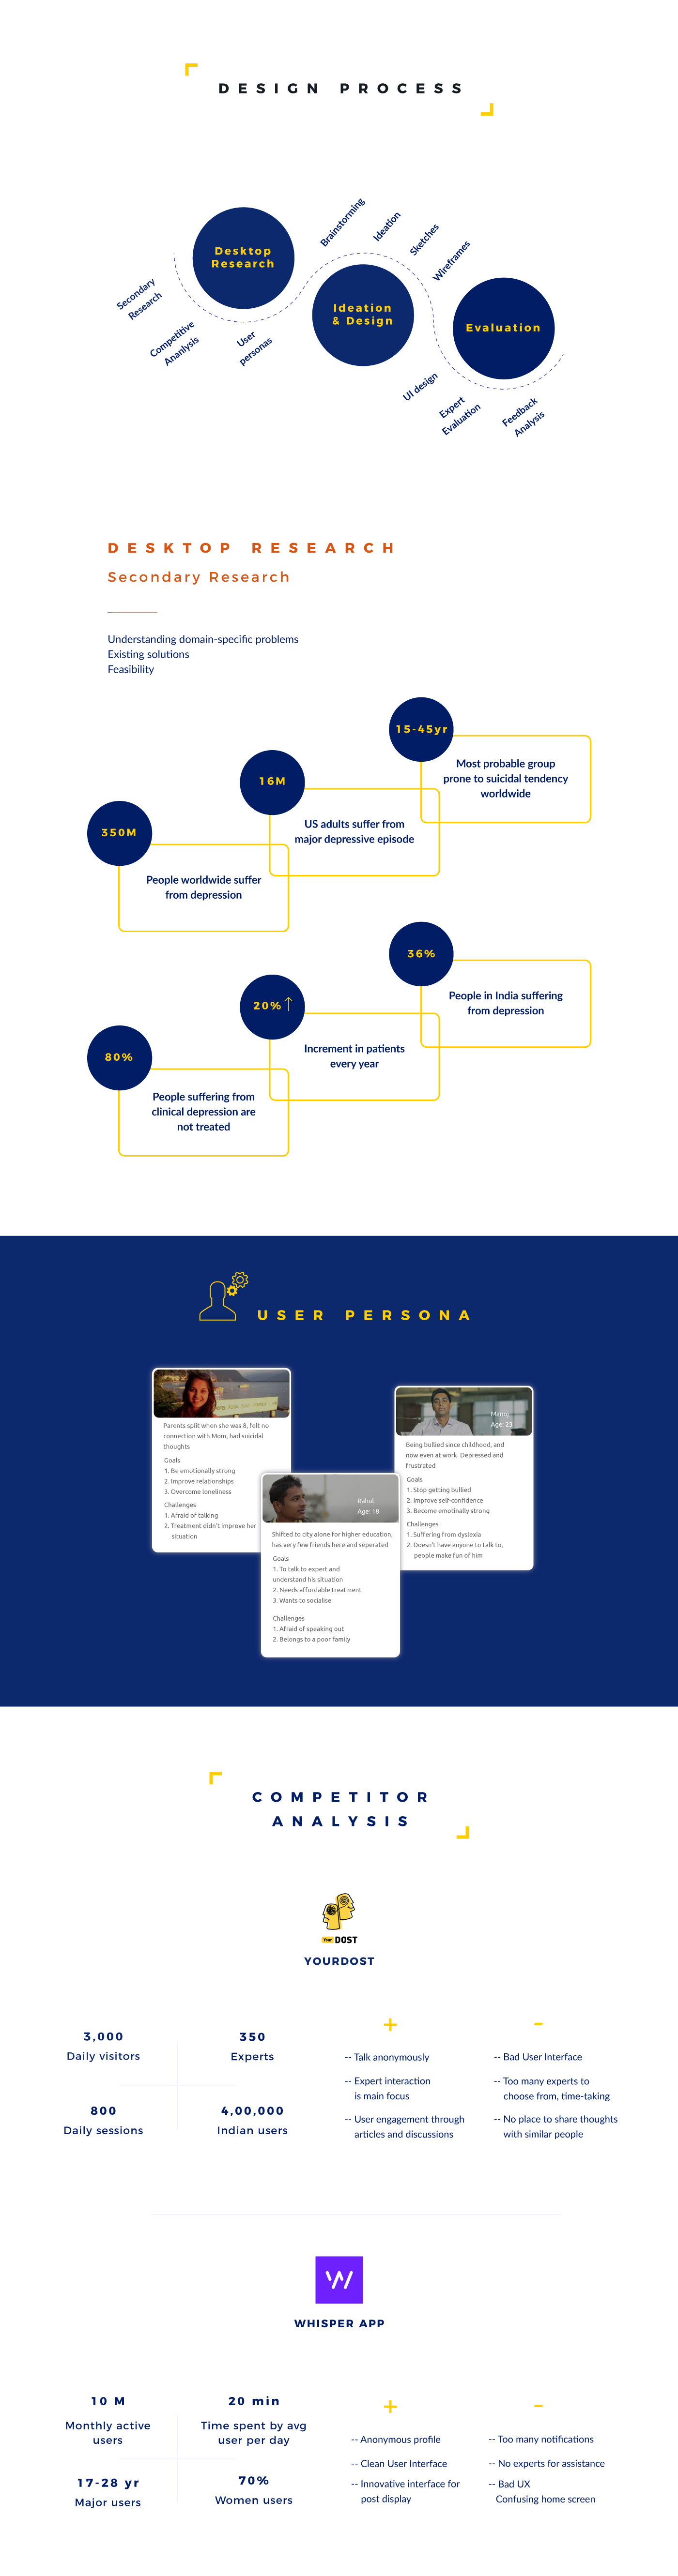 DESIGN PROCESS
Desktop
Research
Secondary
Research
Competitive
Ananlysis
User
personas
Brainstorming
Ideation
Sketches
Wireframes
Ideation
& Design
Evaluation
UI design
Expert
Evaluation
Feedback
Analysis
DESKTOP RESEARCH
Secondary Research
Understanding domain-specific problems
Existing solutions
Feasibility
15-45yr
Most probable group
prone to suicidal tendency
worldwide
16M
US adults suffer from
major depressive episode
350M
People worldwide suffer
from depression
36%
People in India suffering
from depression
20%
Increment in patients
every year
80%
People suffering from
clinical depression are
not treated
USER PERSONA
Parents split when she was 8, felt no
connection with Mom, had suicidal
thoughts
Goals
1. Be emotionally strong
2. Improve relationships
3. Overcome loneliness
Challenges
1. Afraid of talking
2. Treatment didn't improve her
situation
Rahul
Age: 18
Shifted to city alone for higher education,
has very few friends here and seperated
Goals
1. To talk to expert and
understand his situation
2. Needs affordable treatment
3. Wants to socialise
Challenges
1. Afraid of speaking out
2. Belongs to a poor family
Manoj
Age: 23
Being bullied since childhood, and
now even at work. Depressed and
frustrated
Goals
1. Stop getting bullied
2. Improve self-confidence
3. Become emotinally strong
Challenges
1. Suffering from dyslexia
2. Doesn't have anyone to talk to,
people make fun of him
COMPETITOR
ANALYSIS
Your DOST
YOURDOST
3,000
Daily visitors
350
Experts
800
Daily sessions
4,00,000
Indian users
+
-- Talk anonymously
-- Expert interaction
is main focus
-- User engagement through
articles and discussions
-
-- Bad User Interface
-- Too many experts to
choose from, time-taking
-- No place to share thoughts
with similar people
W
WHISPER APP
10 M
Monthly active
users
20 min
Time spent by avg
user per day
17-28 yr
Major users
70%
Women users
+
-- Anonymous profile
-- Clean User Interface
-- Innovative interface for
post display
-
-- Too many notifications
-- No experts for assistance
-- Bad UX
Confusing home screen